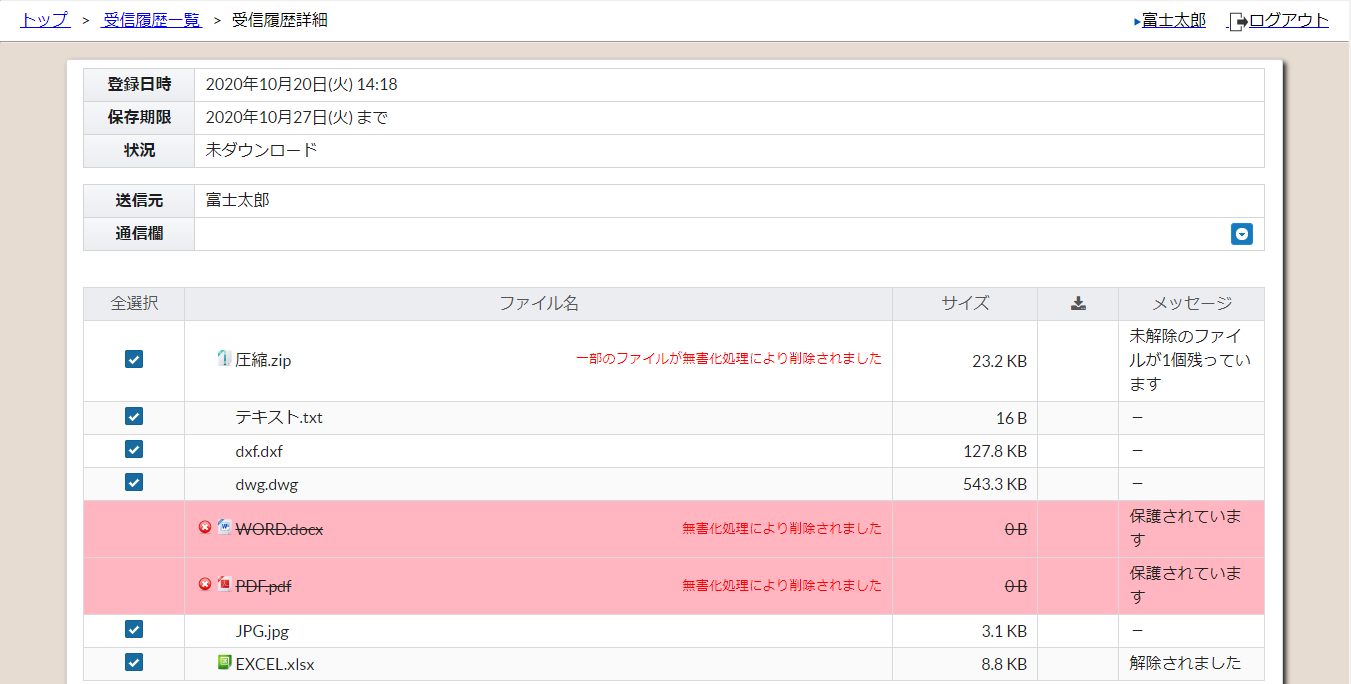 トップ > 受信履歴一覧 > 受信履歴詳細 富士太郎 ログアウト
登録日時 2020年10月20日(火) 14:18
保存期限 2020年10月27日(火) まで
状況 未ダウンロード
送信元 富士太郎
通信欄
全選択 ファイル名 サイズ メッセージ
圧縮.zip 一部のファイルが無害化処理により削除されました 23.2 KB 未解除のファイ
ルが1個残ってい
ます
テキスト.txt 16 B –
dxf.dxf 127.8 KB –
dwg.dwg 543.3 KB –
WORD.docx 無害化処理により削除されました 0 B 保護されていま
す
PDF.pdf 無害化処理により削除されました 0 B 保護されていま
す
JPG.jpg 3.1 KB –
EXCEL.xlsx 8.8 KB 解除されました